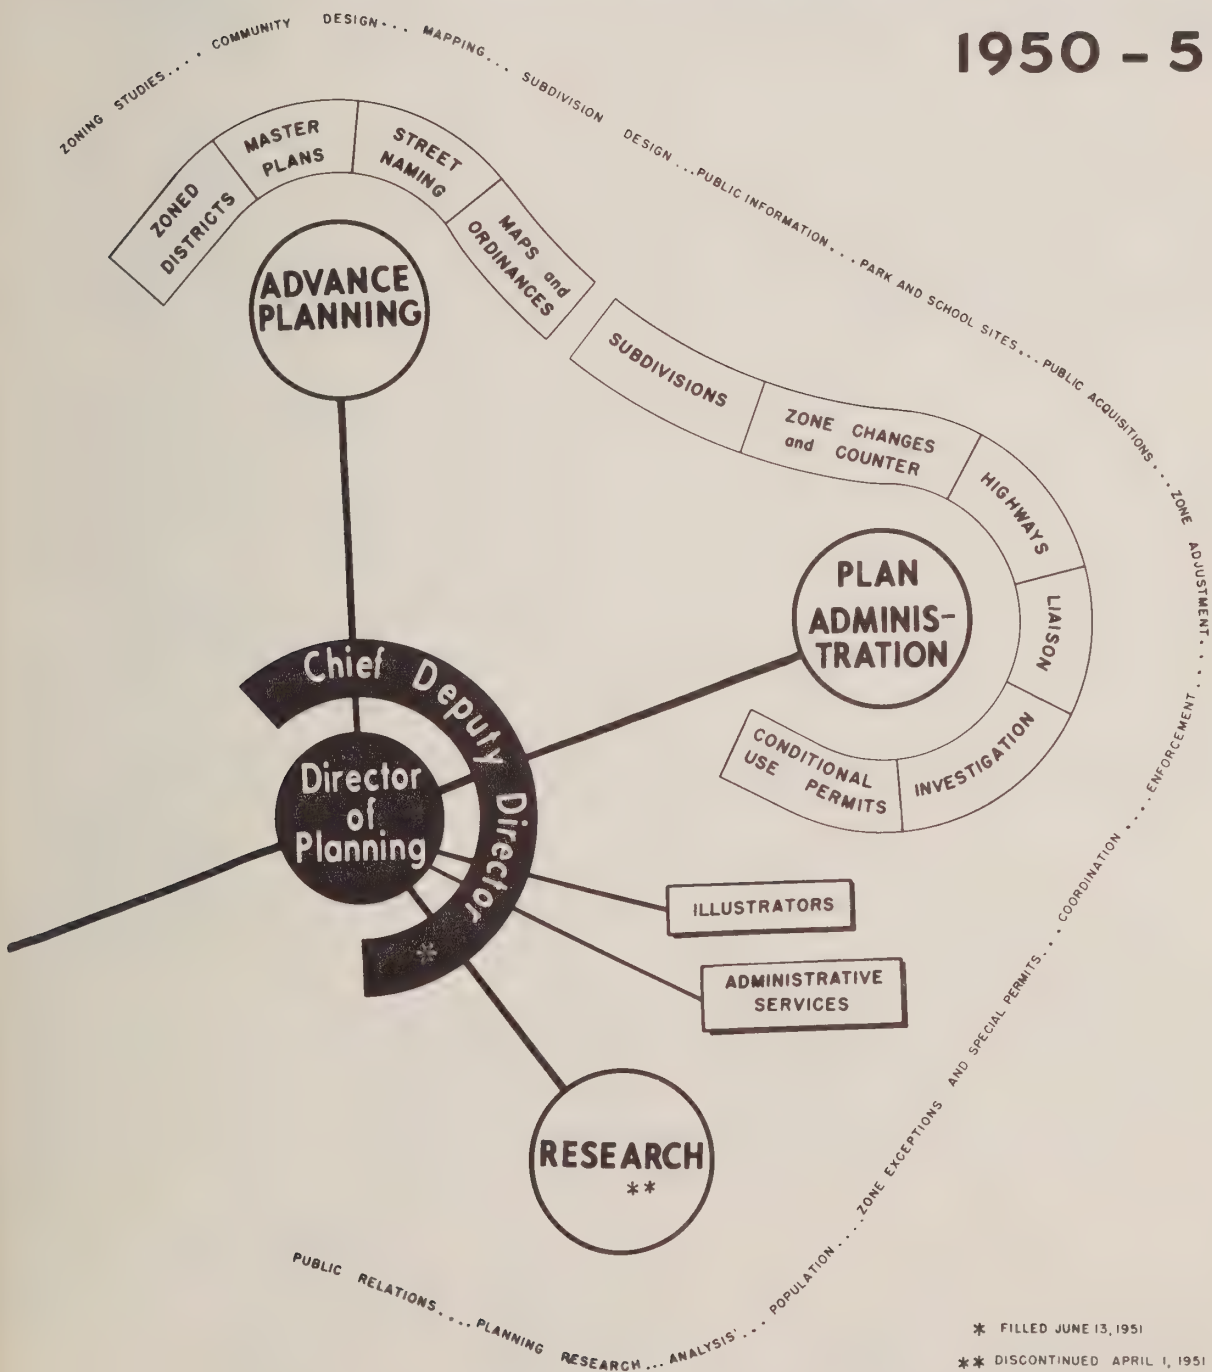 1950 - 5
ZONING STUDIES.... COMMUNITY DESIGN... MAPPING... SUBDIVISION DESIGN...PUBLIC INFORMATION...PARK AND SCHOOL SITES...PUBLIC ACQUISITIONS...ZONE ADJUSTMENT...ENFORCEMENT....COORDINATION...ZONE EXCEPTIONS AND SPECIAL PERMITS....POPULATION...ANALYSIS...PLANNING RESEARCH....PUBLIC RELATIONS
ZONED
DISTRICTS
MASTER
PLANS
STREET
NAMING
MAPS and
ORDINANCES
ADVANCE
PLANNING
SUBDIVISIONS
ZONE CHANGES
and COUNTER
HIGHWAYS
LIAISON
INVESTIGATION
CONDITIONAL
USE PERMITS
PLAN
ADMINIS-
TRATION
Chief Deputy Director *
Director
of
Planning
ILLUSTRATORS
ADMINISTRATIVE
SERVICES
RESEARCH
**
* FILLED JUNE 13, 1951
** DISCONTINUED APRIL 1, 1951